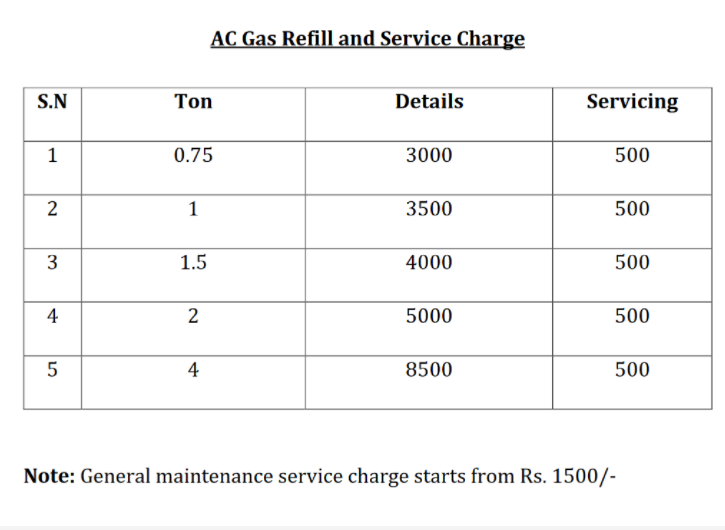 AC Gas Refill and Service Charge
S.N Ton Details Servicing
1 0.75 3000 500
2 1 3500 500
3 1.5 4000 500
4 2 5000 500
5 4 8500 500
Note: General maintenance service charge starts from Rs. 1500/-